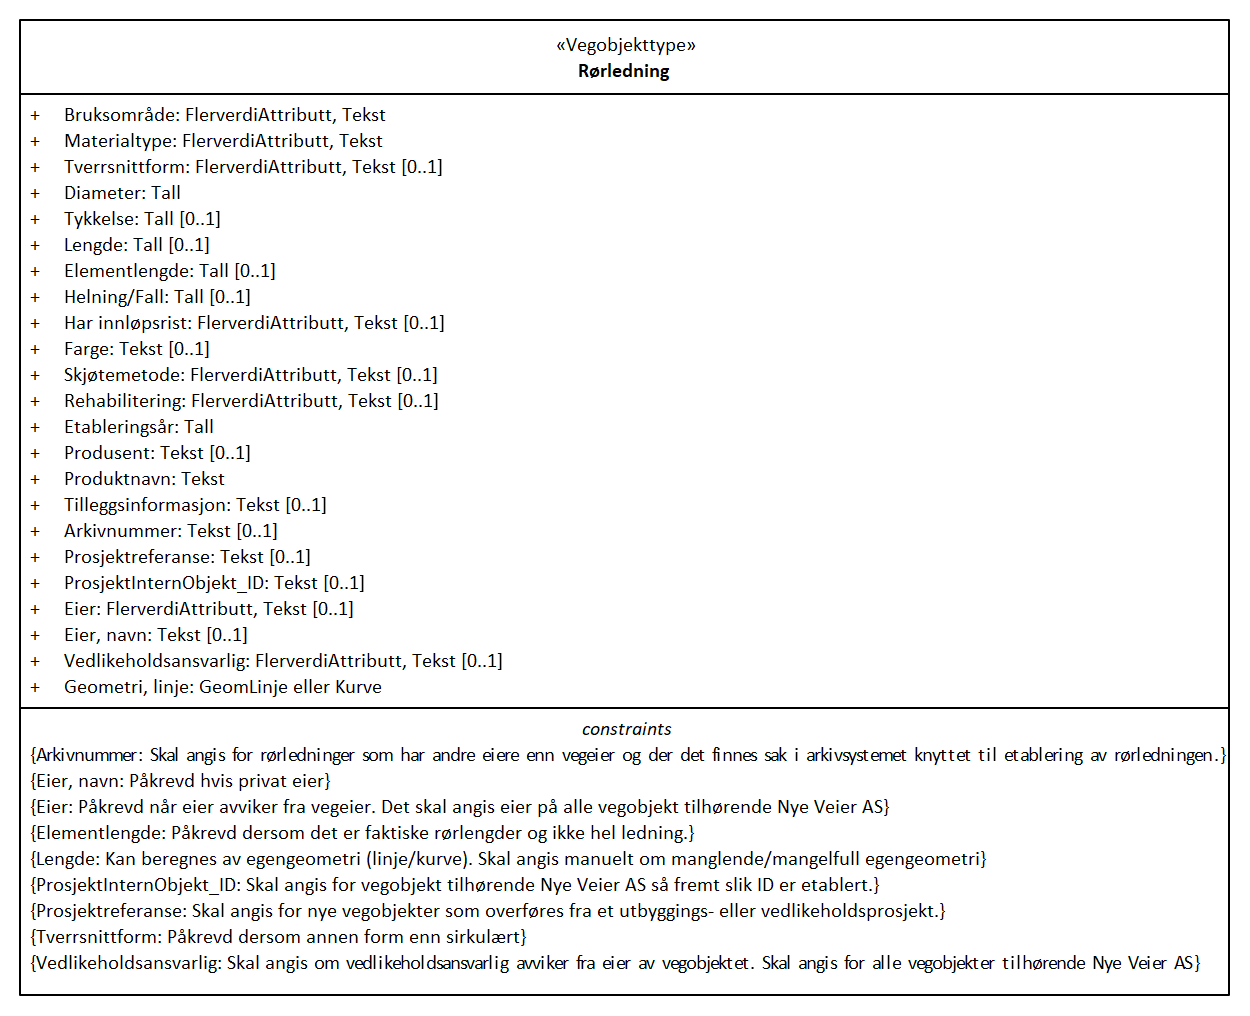 «Vegobjekttype»
Rørledning
+ Bruksområde: FlerverdiAttributt, Tekst
+ Materialtype: FlerverdiAttributt, Tekst
+ Tverrsnittform: FlerverdiAttributt, Tekst [0..1]
+ Diameter: Tall
+ Tykkelse: Tall [0..1]
+ Lengde: Tall [0..1]
+ Elementlengde: Tall [0..1]
+ Helning/Fall: Tall [0..1]
+ Har innløpsrist: FlerverdiAttributt, Tekst [0..1]
+ Farge: Tekst [0..1]
+ Skjøtemetode: FlerverdiAttributt, Tekst [0..1]
+ Rehabilitering: FlerverdiAttributt, Tekst [0..1]
+ Etableringsår: Tall
+ Produsent: Tekst [0..1]
+ Produktnavn: Tekst
+ Tilleggsinformasjon: Tekst [0..1]
+ Arkivnummer: Tekst [0..1]
+ Prosjektreferanse: Tekst [0..1]
+ ProsjektInternObjekt_ID: Tekst [0..1]
+ Eier: FlerverdiAttributt, Tekst [0..1]
+ Eier, navn: Tekst [0..1]
+ Vedlikeholdsansvarlig: FlerverdiAttributt, Tekst [0..1]
+ Geometri, linje: GeomLinje eller Kurve
constraints
{Arkivnummer: Skal angis for rørledninger som har andre eiere enn vegeier og der det finnes sak i arkivsystemet knyttet til etablering av rørledningen.}
{Eier, navn: Påkrevd hvis privat eier}
{Eier: Påkrevd når eier avviker fra vegeier. Det skal angis eier på alle vegobjekt tilhørende Nye Veier AS}
{Elementlengde: Påkrevd dersom det er faktiske rørlengder og ikke hel ledning.}
{Lengde: Kan beregnes av egengeometri (linje/kurve). Skal angis manuelt om manglende/mangelfull egengeometri}
{ProsjektInternObjekt_ID: Skal angis for vegobjekt tilhørende Nye Veier AS så fremt slik ID er etablert.}
{Prosjektreferanse: Skal angis for nye vegobjekter som overføres fra et utbyggings- eller vedlikeholdsprosjekt.}
{Tverrsnittform: Påkrevd dersom annen form enn sirkulært}
{Vedlikeholdsansvarlig: Skal angis om vedlikeholdsansvarlig avviker fra eier av vegobjektet. Skal angis for alle vegobjekter tilhørende Nye Veier AS}